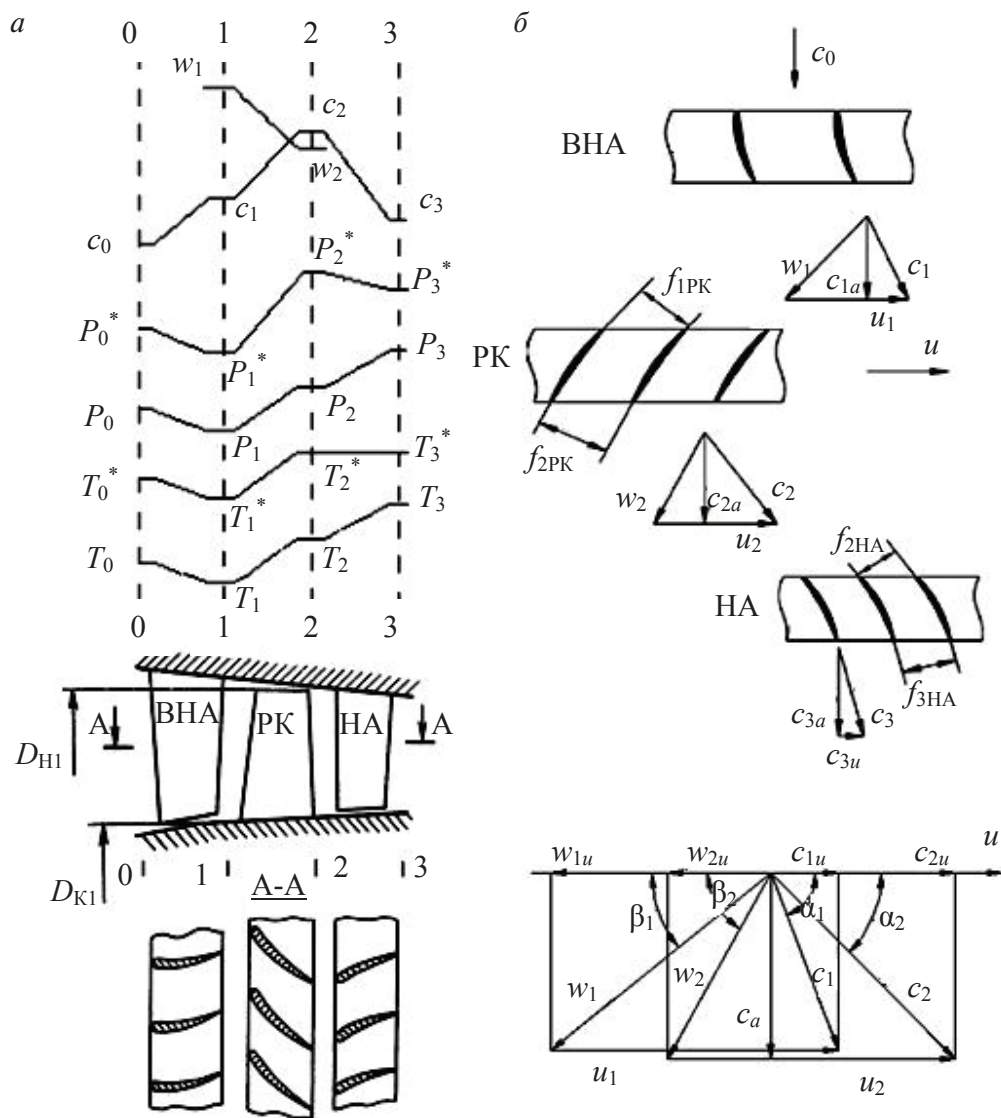 а
0 1 2 3
w1
c2
w2
c1
c3
c0
P2*
P3*
P0*
P1*
P3
P0
P2
P1
T3*
T0*
T2*
T1*
T3
T0
T2
T1
0 1 2 3
ВНА
РК
НА
А
А
DН1
DК1
0 1 2 3
А-А
б
c0
ВНА
w1
c1a
c1
u1
f1РК
РК
u
f2РК
w2
c2a
c2
u2
f2НА
НА
f3НА
c3a
c3
c3u
w1u
w2u
c1u
c2u
u
β1
β2
α1
α2
w1
w2
ca
c1
c2
u1
u2